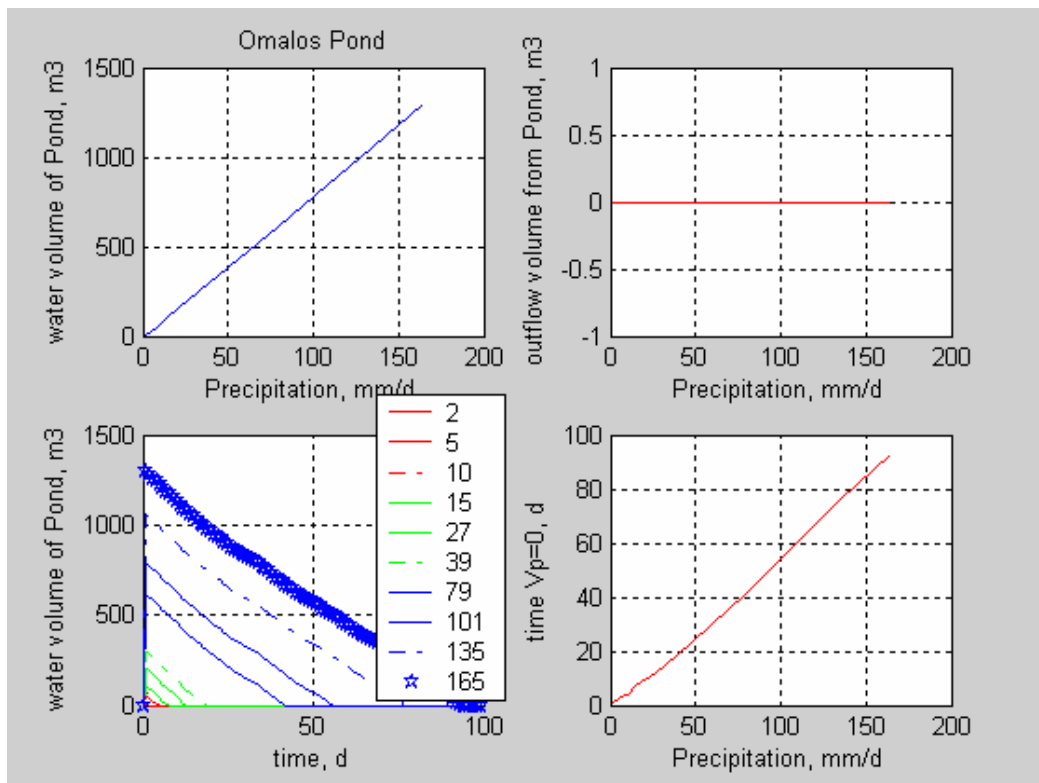 Omalos Pond
water volume of Pond, m3
1500
1000
500
0
0 50 100 150 200
Precipitation, mm/d
outflow volume from Pond, m3
1
0.5
0
-0.5
-1
0 50 100 150 200
Precipitation, mm/d
water volume of Pond, m3
1500
1000
500
0
0 50 100
time, d
2
5
10
15
27
39
79
101
135
165
time Vp=0, d
100
80
60
40
20
0
0 50 100 150 200
Precipitation, mm/d